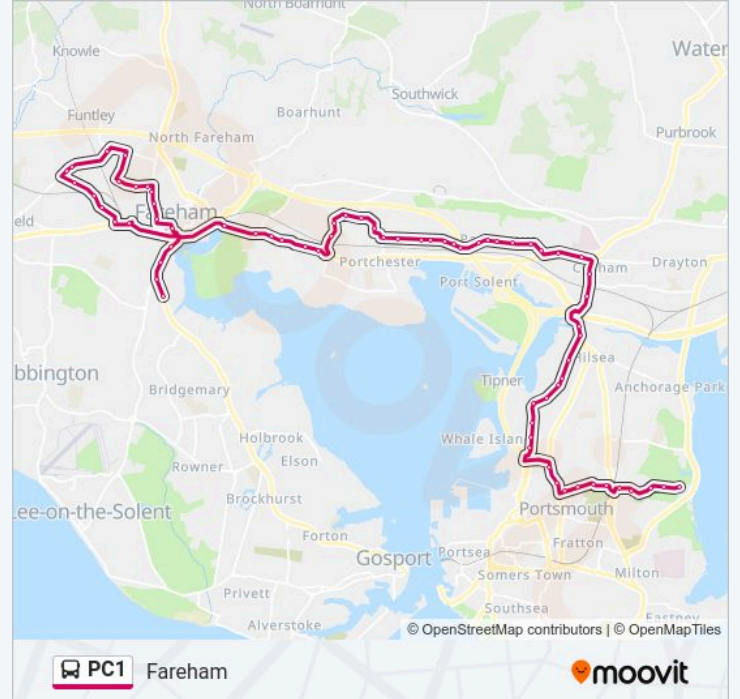 North Boarhunt
Knowle
Water
Southwick
Funtley
Boarhunt
North Fareham
Purbrook
Fareham
eld
Portchester
Drayton
Port Solent
bbington
Hilsea
Tipner
Anchorage Park
Bridgemary
Holbrook
Whale Islan
Elson
Rowner
Brockhurst
Lee-on-the-Solent
Portsmouth
Forton
Fratton
Gosport
Portsea
Somers Town
Milton
Privett
Southsea
Alverstoke
Eastney
© OpenStreetMap contributors | © OpenMapTiles
PC1 Fareham
moovit